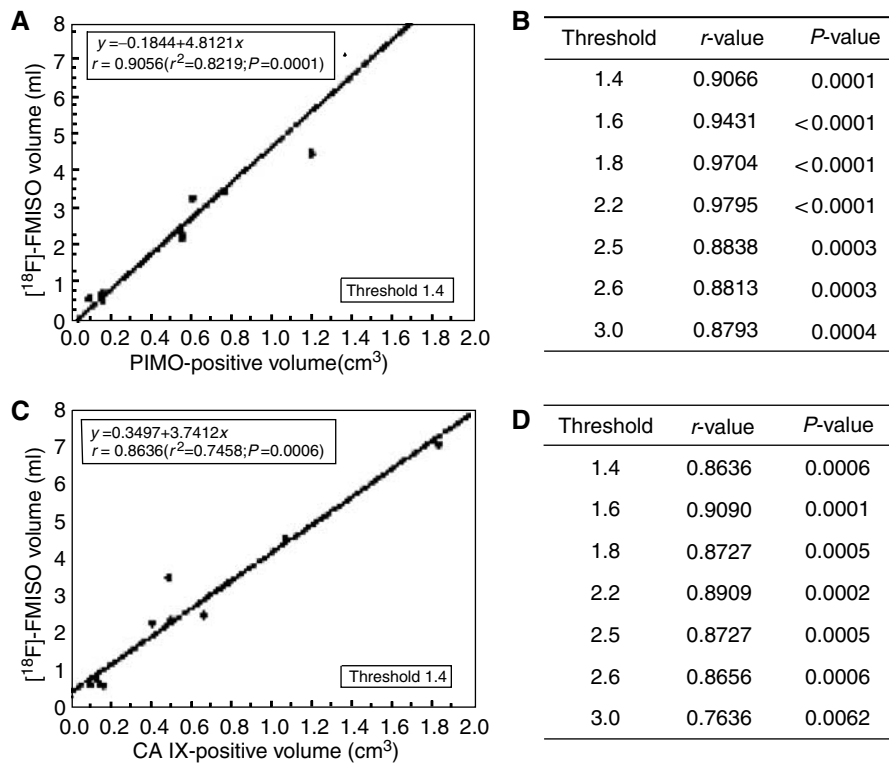 A
y=–0.1844+4.8121x
r = 0.9056(r²=0.8219;P=0.0001)
[¹⁸F]-FMISO volume (ml)
8
7
6
5
4
3
2
1
0
Threshold 1.4
0.0 0.2 0.4 0.6 0.8 1.0 1.2 1.4 1.6 1.8 2.0
PIMO-positive volume(cm³)
B
Threshold r-value P-value
1.4 0.9066 0.0001
1.6 0.9431 <0.0001
1.8 0.9704 <0.0001
2.2 0.9795 <0.0001
2.5 0.8838 0.0003
2.6 0.8813 0.0003
3.0 0.8793 0.0004
C
y=0.3497+3.7412x
r = 0.8636(r²=0.7458;P=0.0006)
[¹⁸F]-FMISO volume (ml)
8
7
6
5
4
3
2
1
0
Threshold 1.4
0.0 0.2 0.4 0.6 0.8 1.0 1.2 1.4 1.6 1.8 2.0
CA IX-positive volume (cm³)
D
Threshold r-value P-value
1.4 0.8636 0.0006
1.6 0.9090 0.0001
1.8 0.8727 0.0005
2.2 0.8909 0.0002
2.5 0.8727 0.0005
2.6 0.8656 0.0006
3.0 0.7636 0.0062